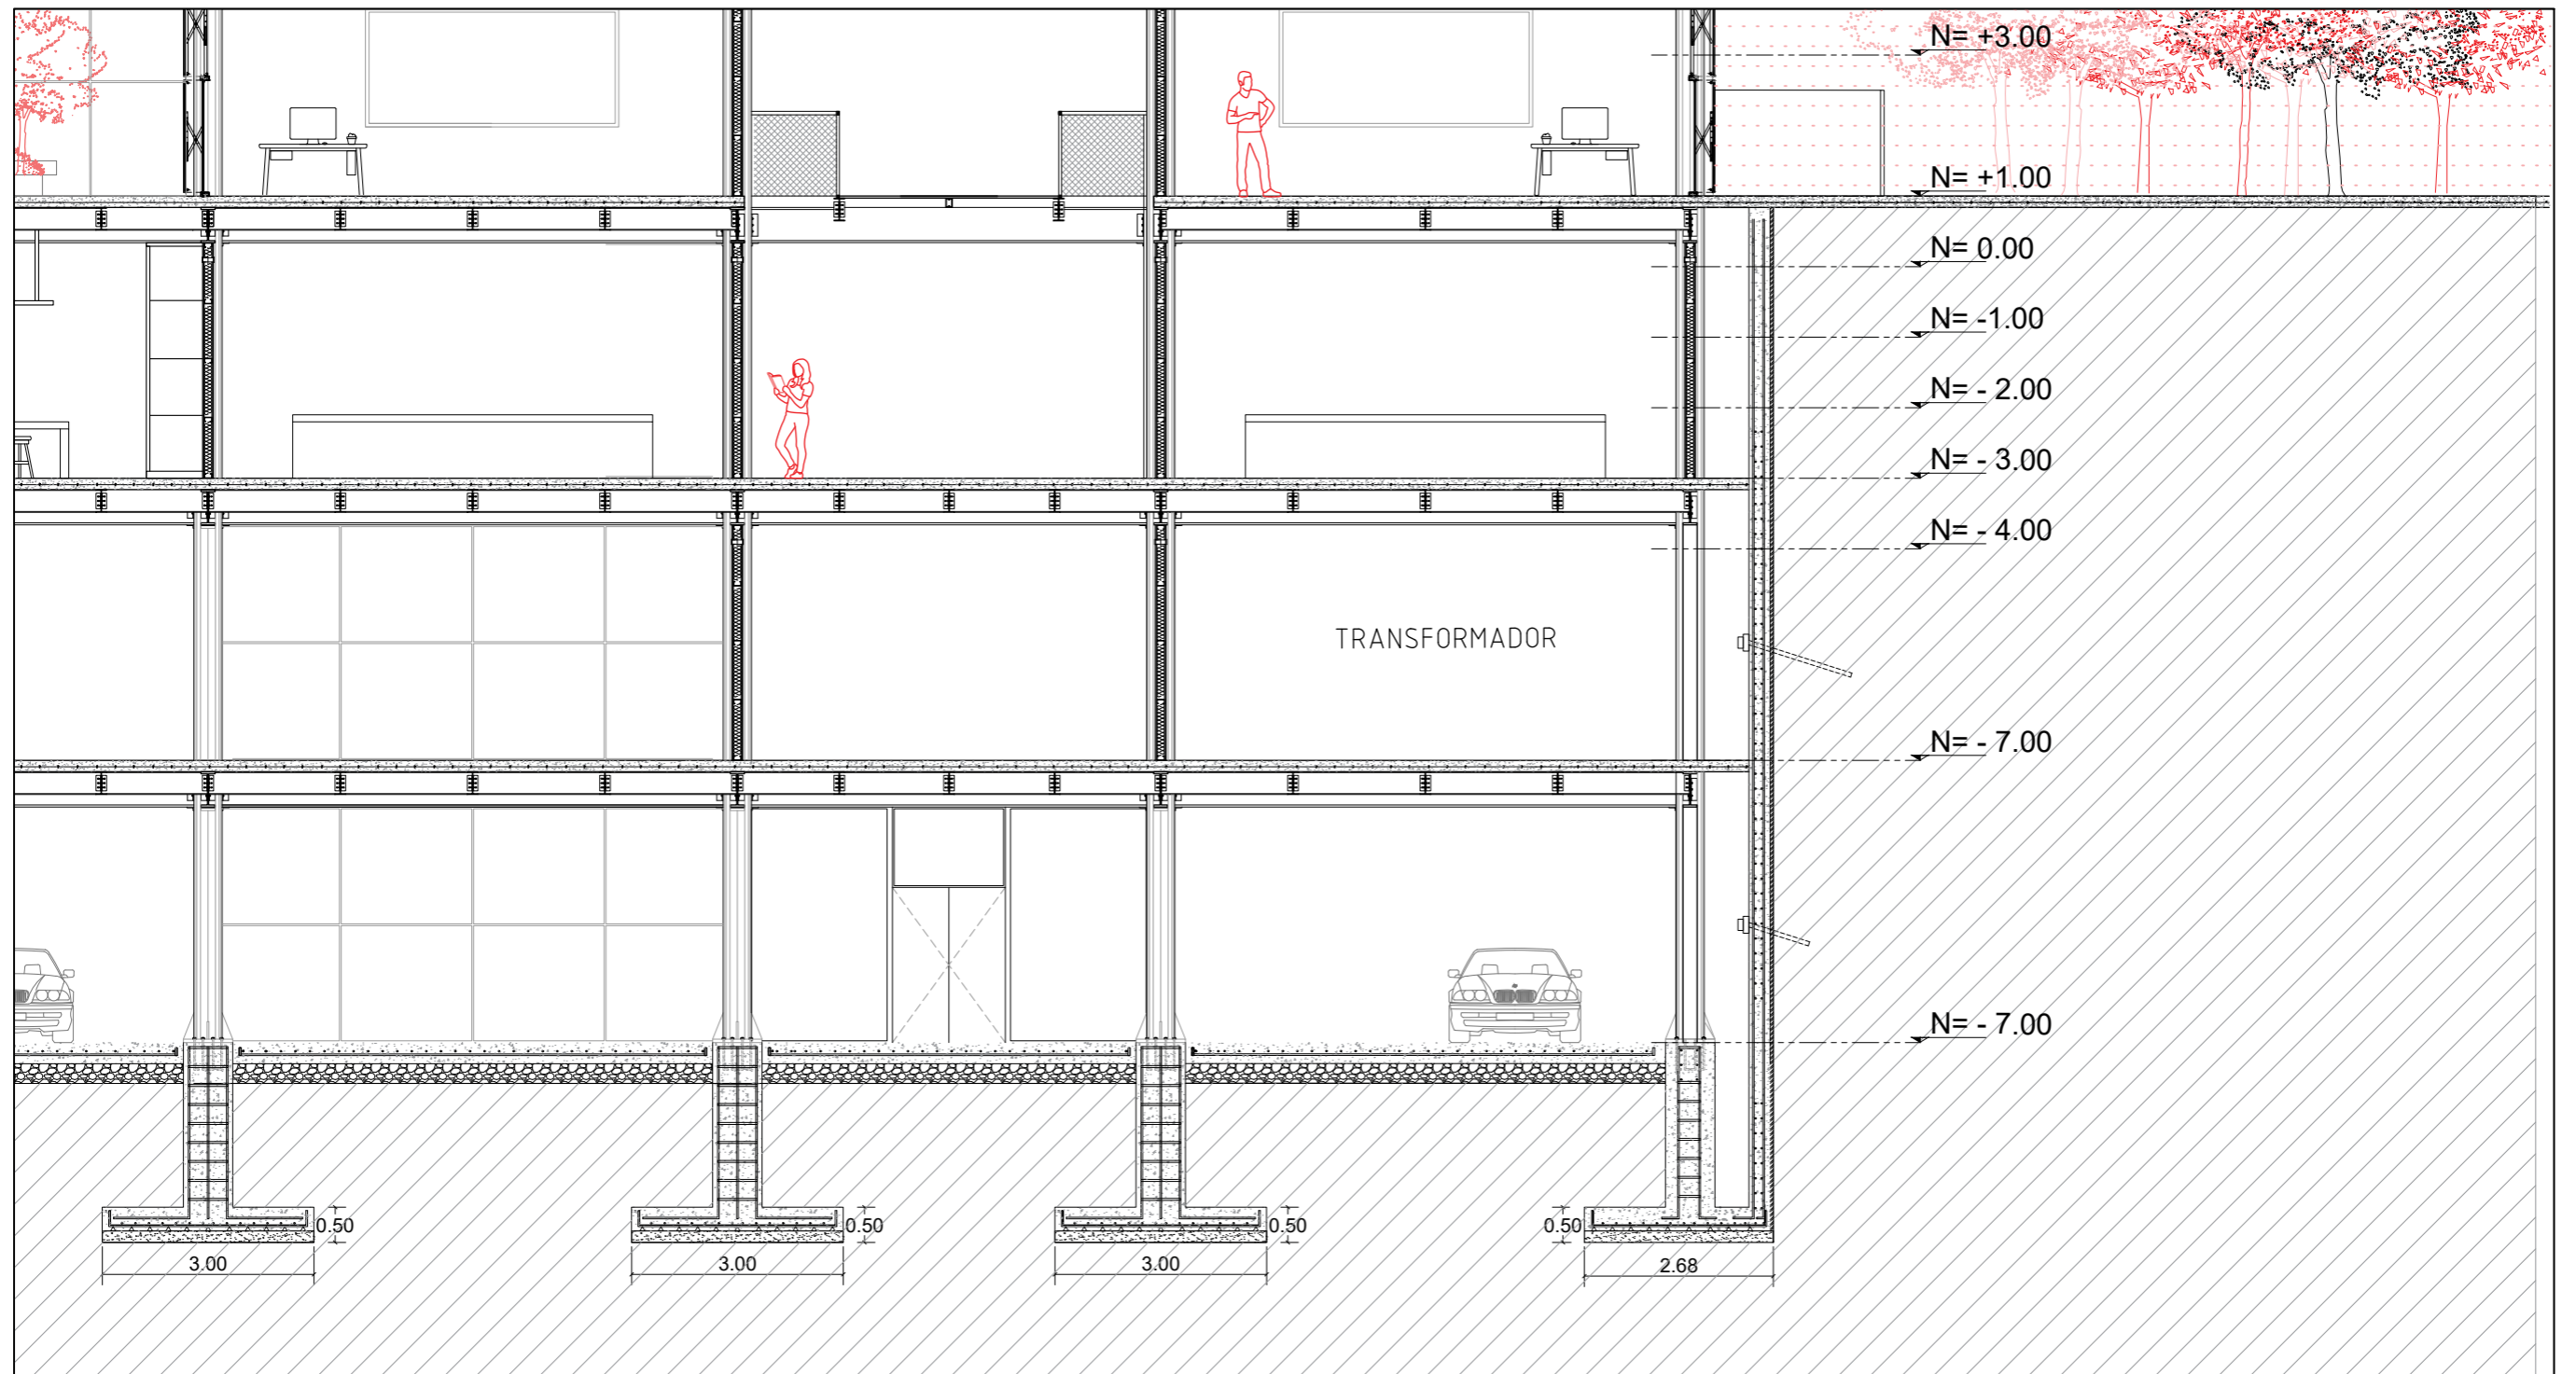 N= +3.00
N= +1.00
N= 0.00
N= -1.00
N= - 2.00
N= - 3.00
N= - 4.00
TRANSFORMADOR
N= - 7.00
N= - 7.00
0.50
0.50
0.50
0.50
3.00
3.00
3.00
2.68